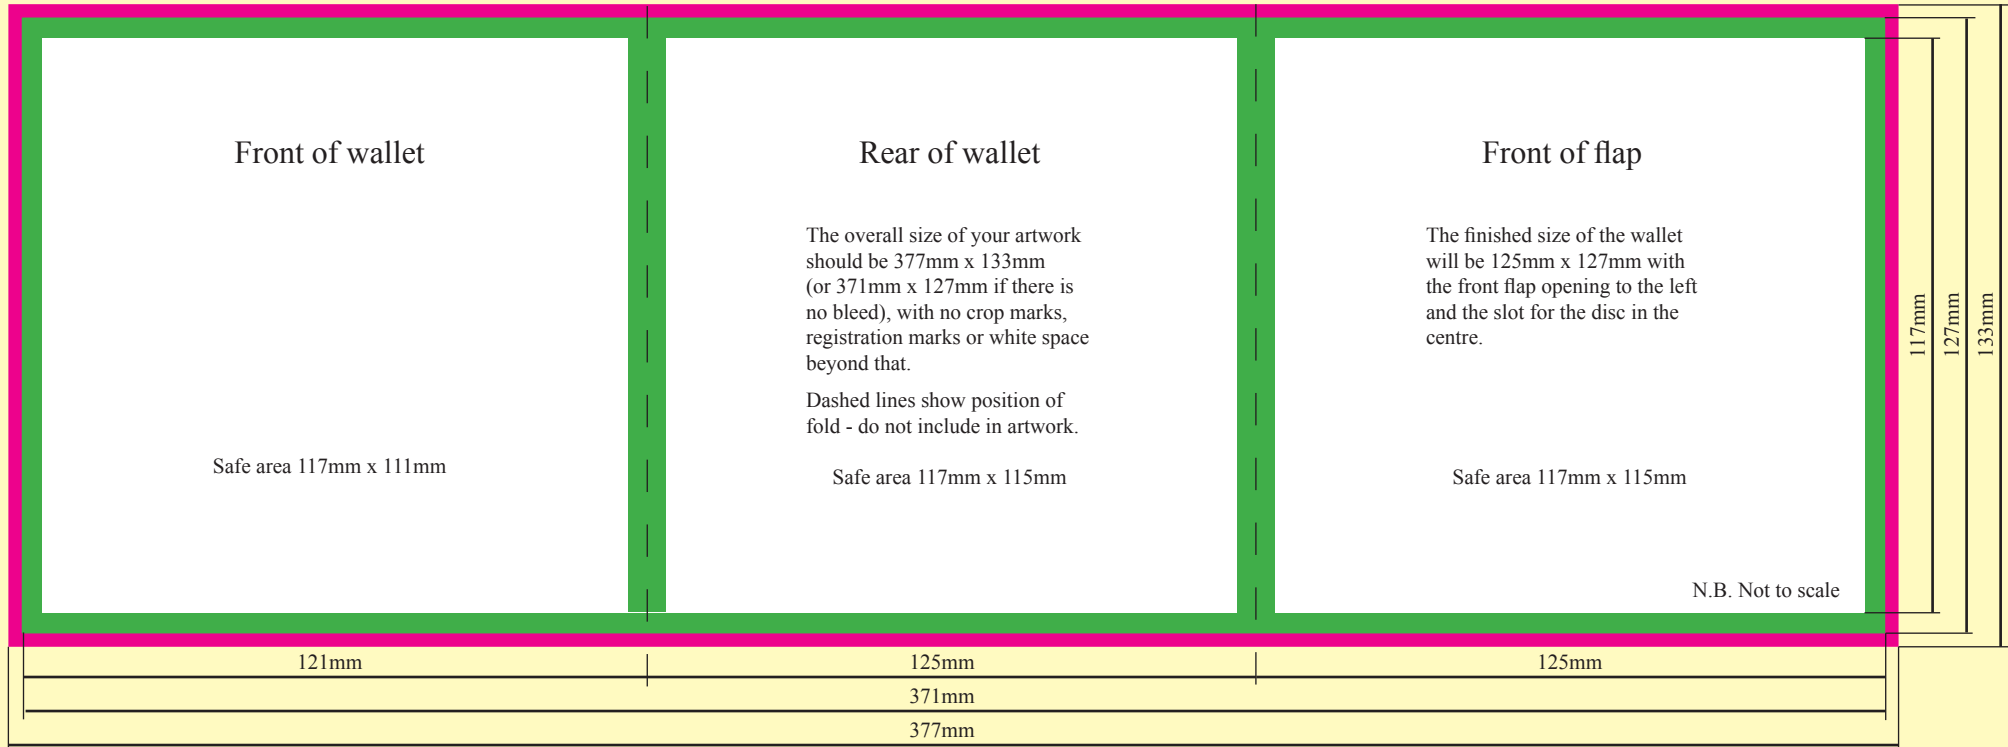 Front of wallet
Safe area 117mm x 111mm
Rear of wallet
The overall size of your artwork
should be 377mm x 133mm
(or 371mm x 127mm if there is
no bleed), with no crop marks,
registration marks or white space
beyond that.
Dashed lines show position of
fold - do not include in artwork.
Safe area 117mm x 115mm
Front of flap
The finished size of the wallet
will be 125mm x 127mm with
the front flap opening to the left
and the slot for the disc in the
centre.
Safe area 117mm x 115mm
N.B. Not to scale
117mm
127mm
133mm
121mm
125mm
125mm
371mm
377mm